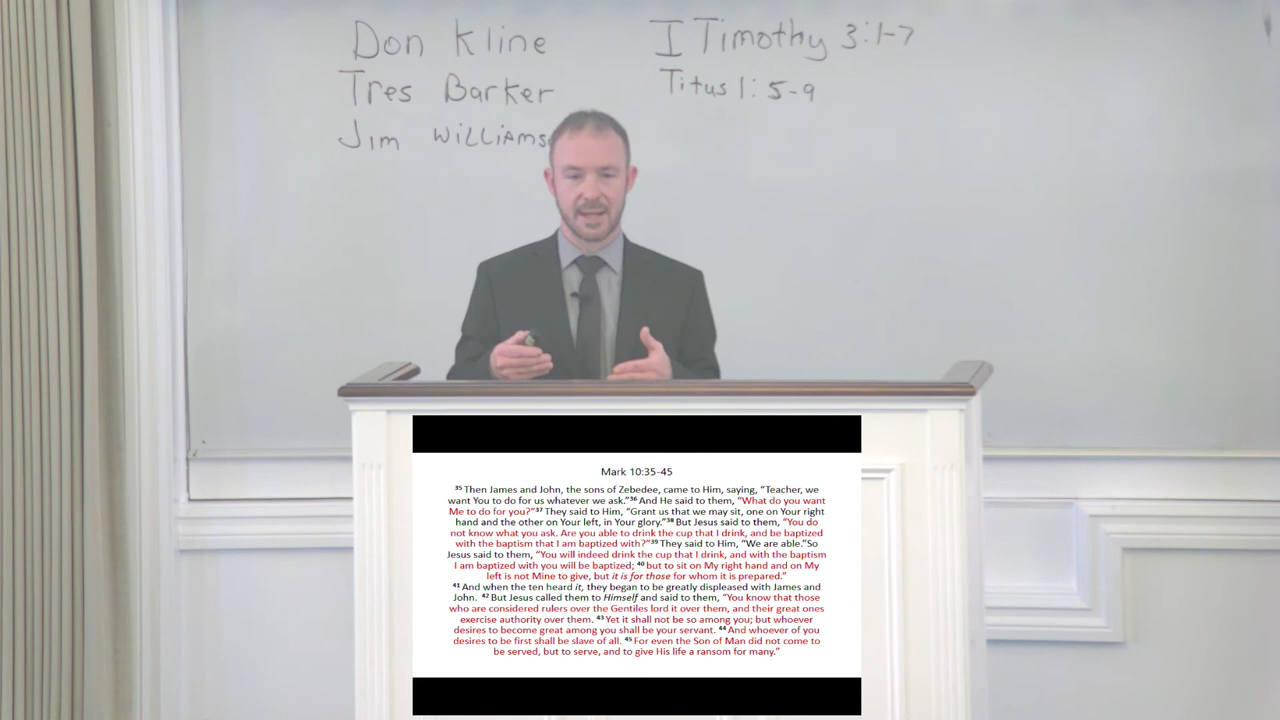 Don Kline
I Timothy 3:1-7
Tres Barker
Titus 1:5-9
Jim Williams
Mark 10:35-45
35 Then James and John, the sons of Zebedee, came to Him, saying, “Teacher, we
want You to do for us whatever we ask.”36 And He said to them, “What do you want
Me to do for you?”37 They said to Him, “Grant us that we may sit, one on Your right
hand and the other on Your left, in Your glory.”38 But Jesus said to them, “You do
not know what you ask. Are you able to drink the cup that I drink, and be baptized
with the baptism that I am baptized with?”39 They said to Him, “We are able.”So
Jesus said to them, “You will indeed drink the cup that I drink, and with the baptism
I am baptized with you will be baptized; 40 but to sit on My right hand and on My
left is not Mine to give, but it is for those for whom it is prepared.”
41 And when the ten heard it, they began to be greatly displeased with James and
John. 42 But Jesus called them to Himself and said to them, “You know that those
who are considered rulers over the Gentiles lord it over them, and their great ones
exercise authority over them. 43 Yet it shall not be so among you; but whoever
desires to become great among you shall be your servant. 44 And whoever of you
desires to be first shall be slave of all. 45 For even the Son of Man did not come to
be served, but to serve, and to give His life a ransom for many.”